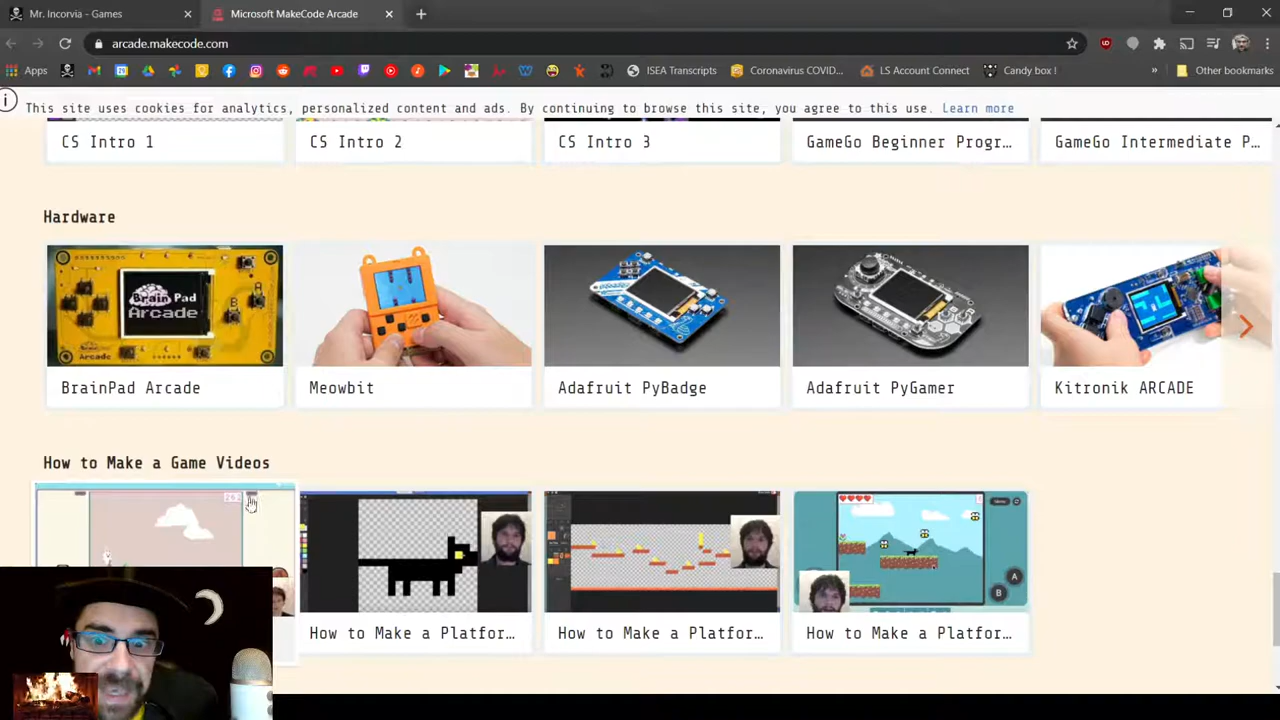 Mr. Incorvia - Games
Microsoft MakeCode Arcade
arcade.makecode.com
Apps
ISEA Transcripts
Coronavirus COVID...
LS Account Connect
Candy box !
»
Other bookmarks
This site uses cookies for analytics, personalized content and ads. By continuing to browse this site, you agree to this use. Learn more
CS Intro 1
CS Intro 2
CS Intro 3
GameGo Beginner Progr...
GameGo Intermediate P...
Hardware
Brain Pad
Arcade
BrainPad Arcade
Meowbit
Adafruit PyBadge
Adafruit PyGamer
Kitronik ARCADE
How to Make a Game Videos
A
B
How to Make a Platfor...
How to Make a Platfor...
How to Make a Platfor...